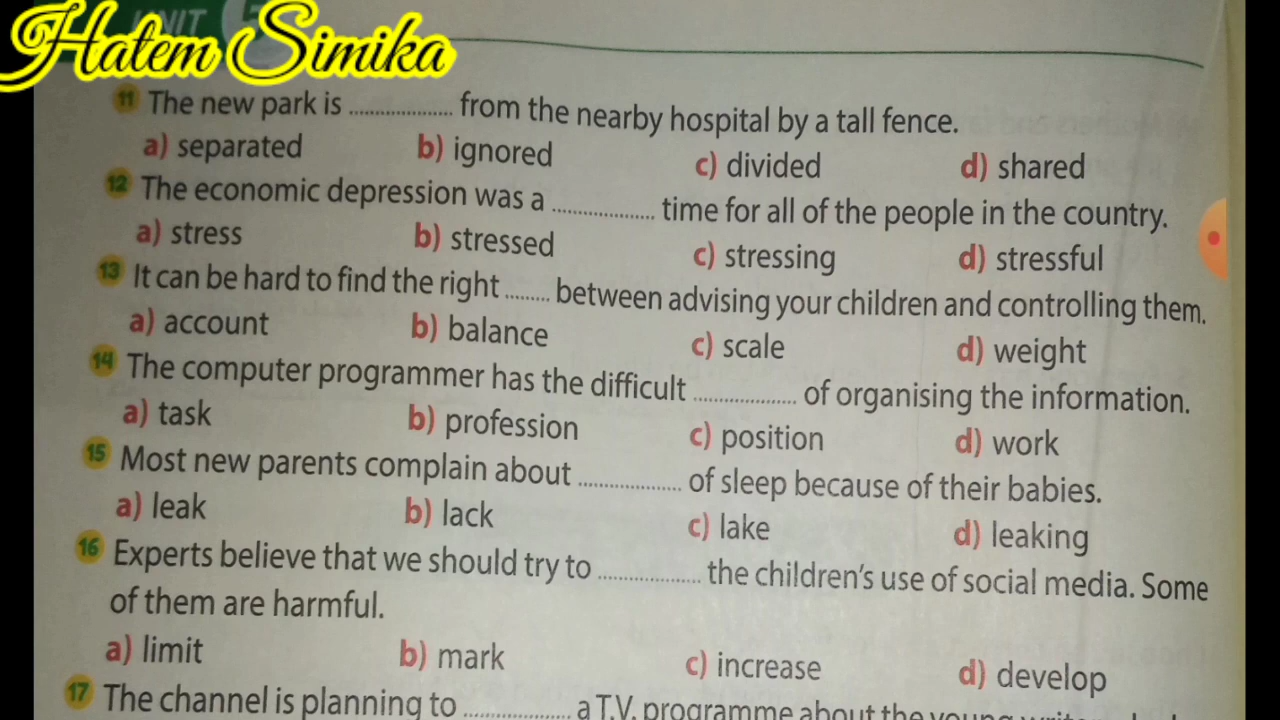 UNIT 5
Hatem Simika
11 The new park is .................... from the nearby hospital by a tall fence.
a) separated b) ignored c) divided d) shared
12 The economic depression was a .................... time for all of the people in the country.
a) stress b) stressed c) stressing d) stressful
13 It can be hard to find the right ......... between advising your children and controlling them.
a) account b) balance c) scale d) weight
14 The computer programmer has the difficult .................... of organising the information.
a) task b) profession c) position d) work
15 Most new parents complain about .................... of sleep because of their babies.
a) leak b) lack c) lake d) leaking
16 Experts believe that we should try to .................... the children's use of social media. Some
of them are harmful.
a) limit b) mark c) increase d) develop
17 The channel is planning to .................... a T.V. programme about the young